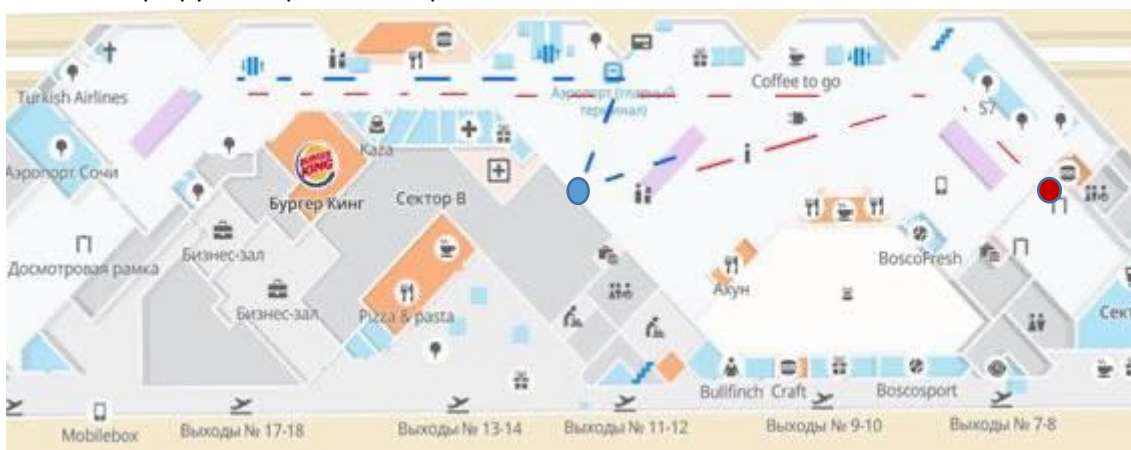 Turkish Airlines
Coffee to go
Аэропорт (главный
терминал)
S7
Kaza
Аэропорт Сочи
BURGER
KING
Бургер Кинг
Сектор B
Бизнес-зал
Досмотровая рамка
BoscoFresh
Ахун
Бизнес-зал
Pizza & pasta
Bullfinch
Craft
Boscosport
Mobilebox
Выходы № 17-18
Выходы № 13-14
Выходы № 11-12
Выходы № 9-10
Выходы № 7-8